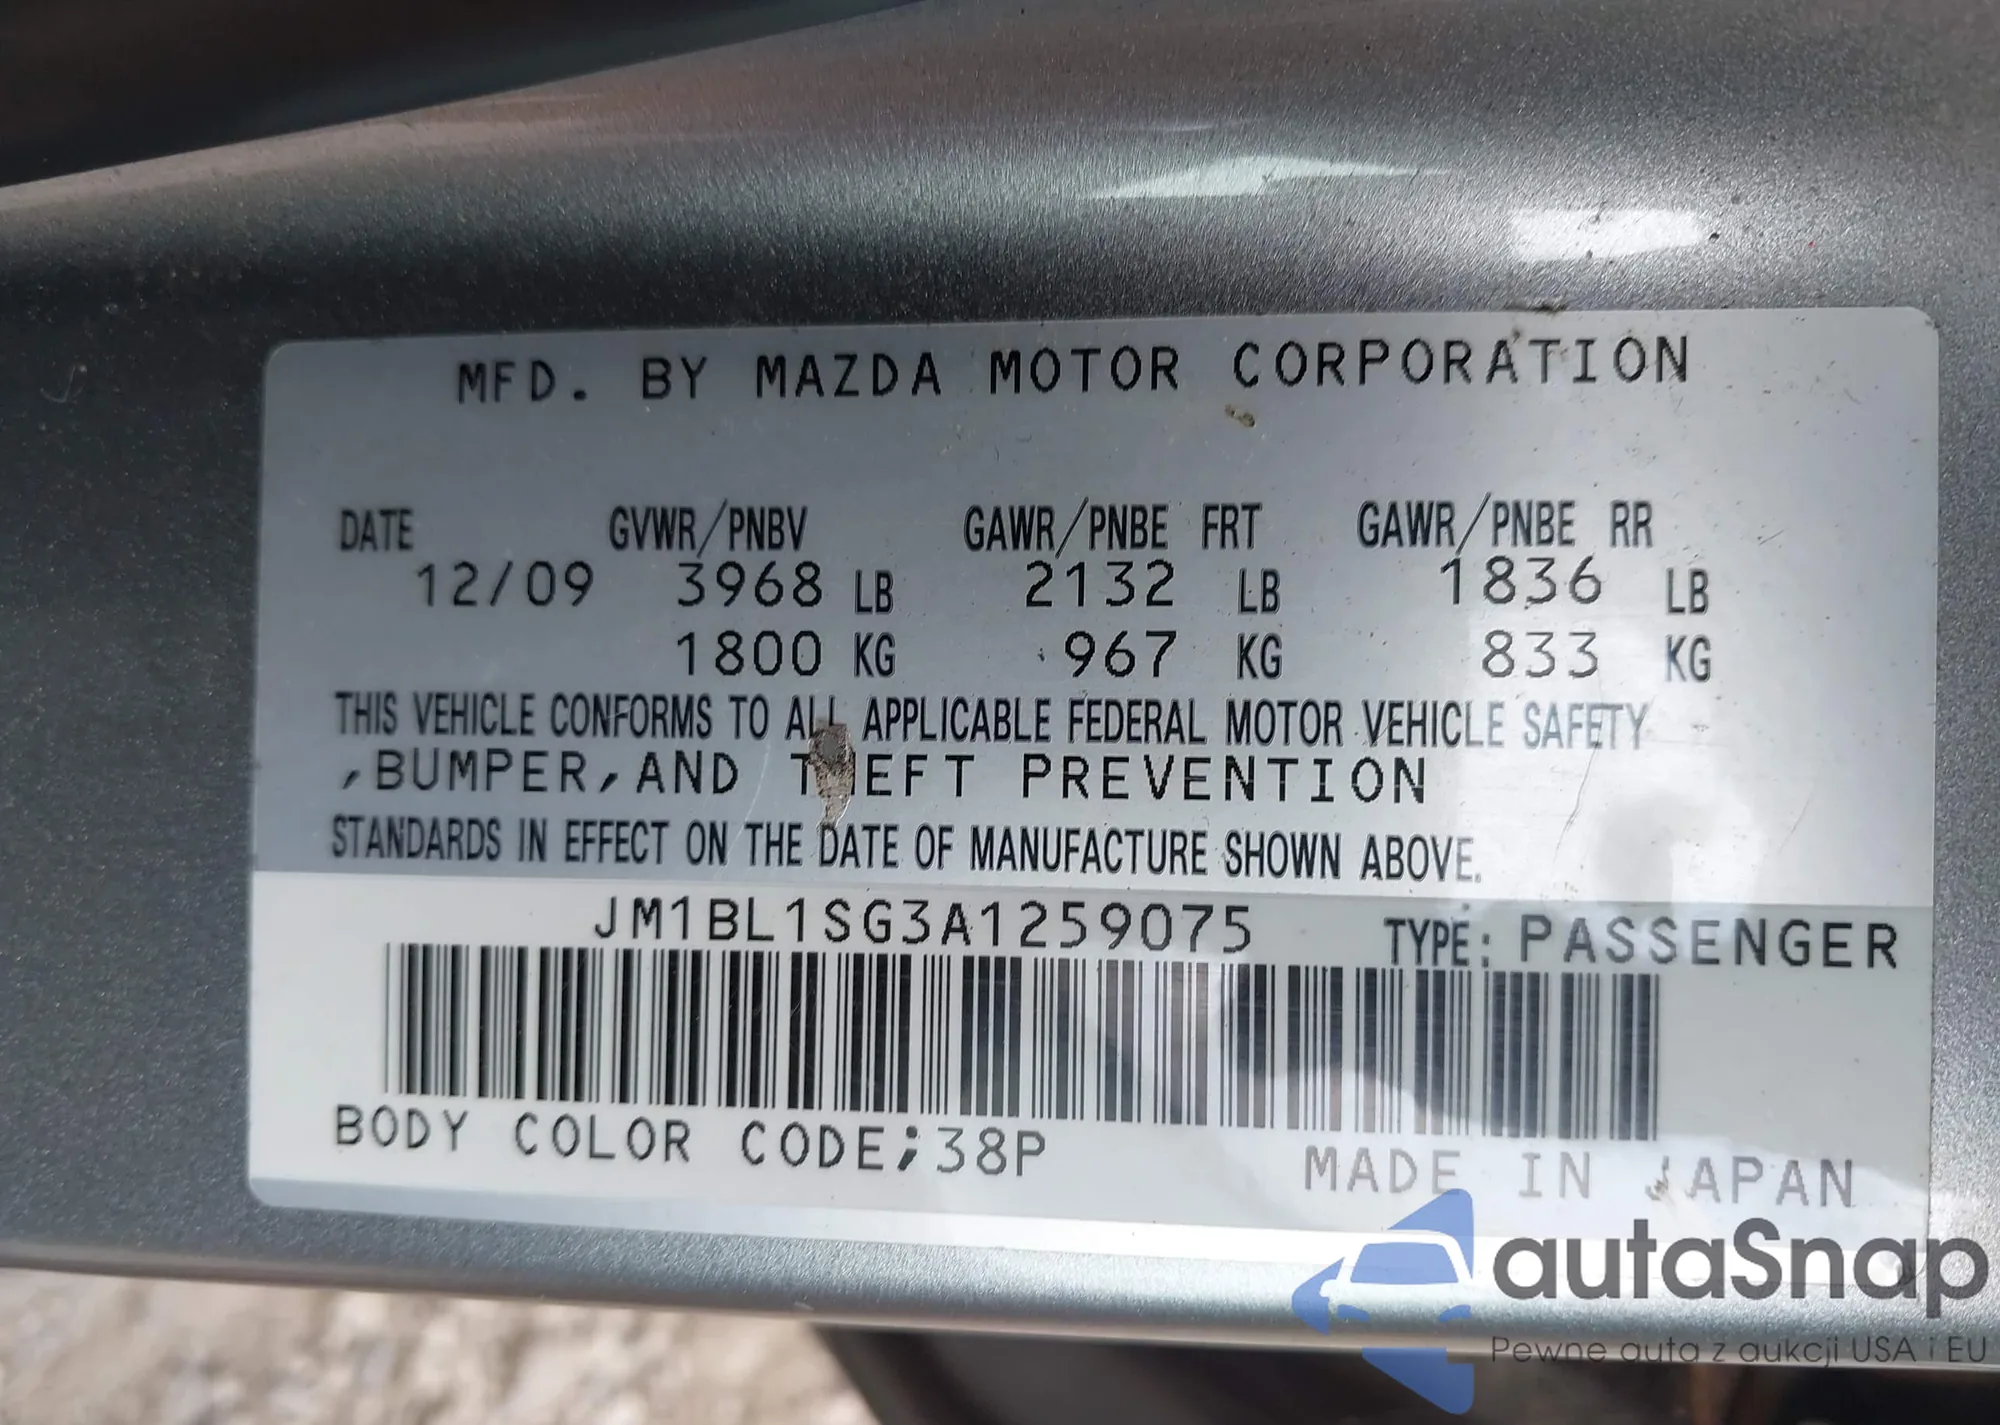 MFD. BY MAZDA MOTOR CORPORATION
DATE GVWR/PNBV GAWR/PNBE FRT GAWR/PNBE RR
12/09 3968 LB 2132 LB 1836 LB
1800 KG 967 KG 833 KG
THIS VEHICLE CONFORMS TO ALL APPLICABLE FEDERAL MOTOR VEHICLE SAFETY
,BUMPER,AND THEFT PREVENTION
STANDARDS IN EFFECT ON THE DATE OF MANUFACTURE SHOWN ABOVE.
JM1BL1SG3A1259075 TYPE: PASSENGER
BODY COLOR CODE;38P
MADE IN JAPAN
autaSnap
Pewne auta z aukcji USA i EU